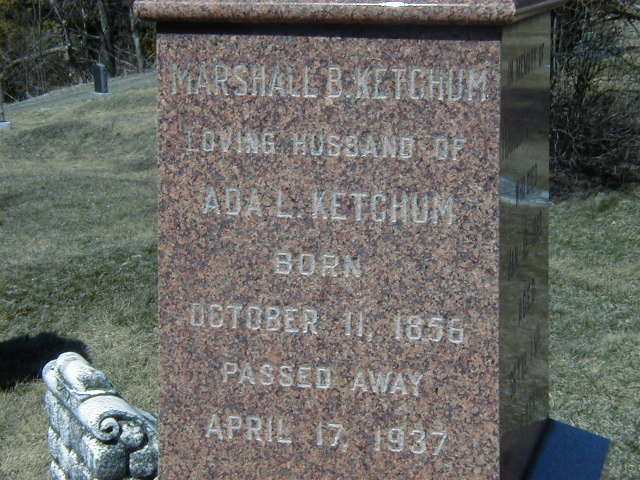 MARSHALL B. KETCHUM
LOVING HUSBAND OF
ADA L. KETCHUM
BORN
OCTOBER 11, 1856
PASSED AWAY
APRIL 17, 1937